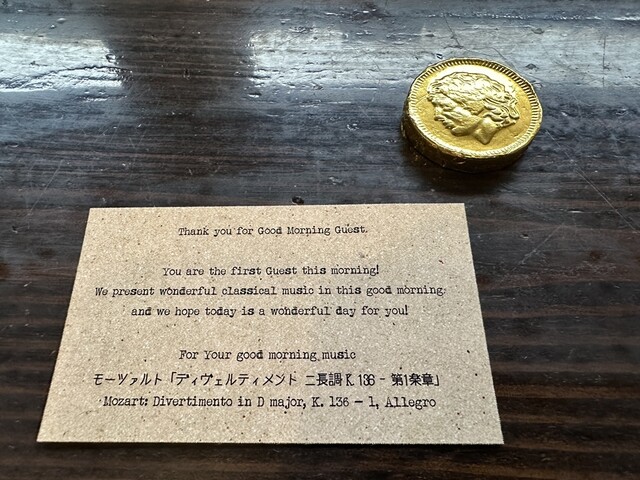 Thank you for Good Morning Guest.
You are the first Guest this morning!
We present wonderful classical music in this good morning,
and we hope today is a wonderful day for you!
For Your good morning music
モーツァルト「ディヴェルティメント ニ長調 K. 136 - 第1楽章」
Mozart: Divertimento in D major, K. 136 - 1, Allegro